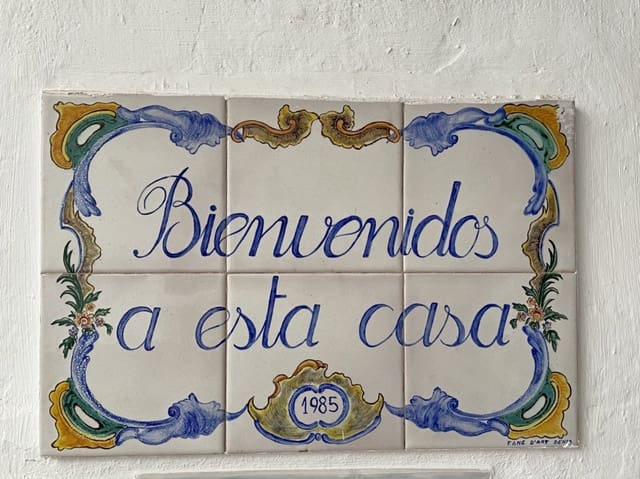 Bienvenidos
a esta casa
1985